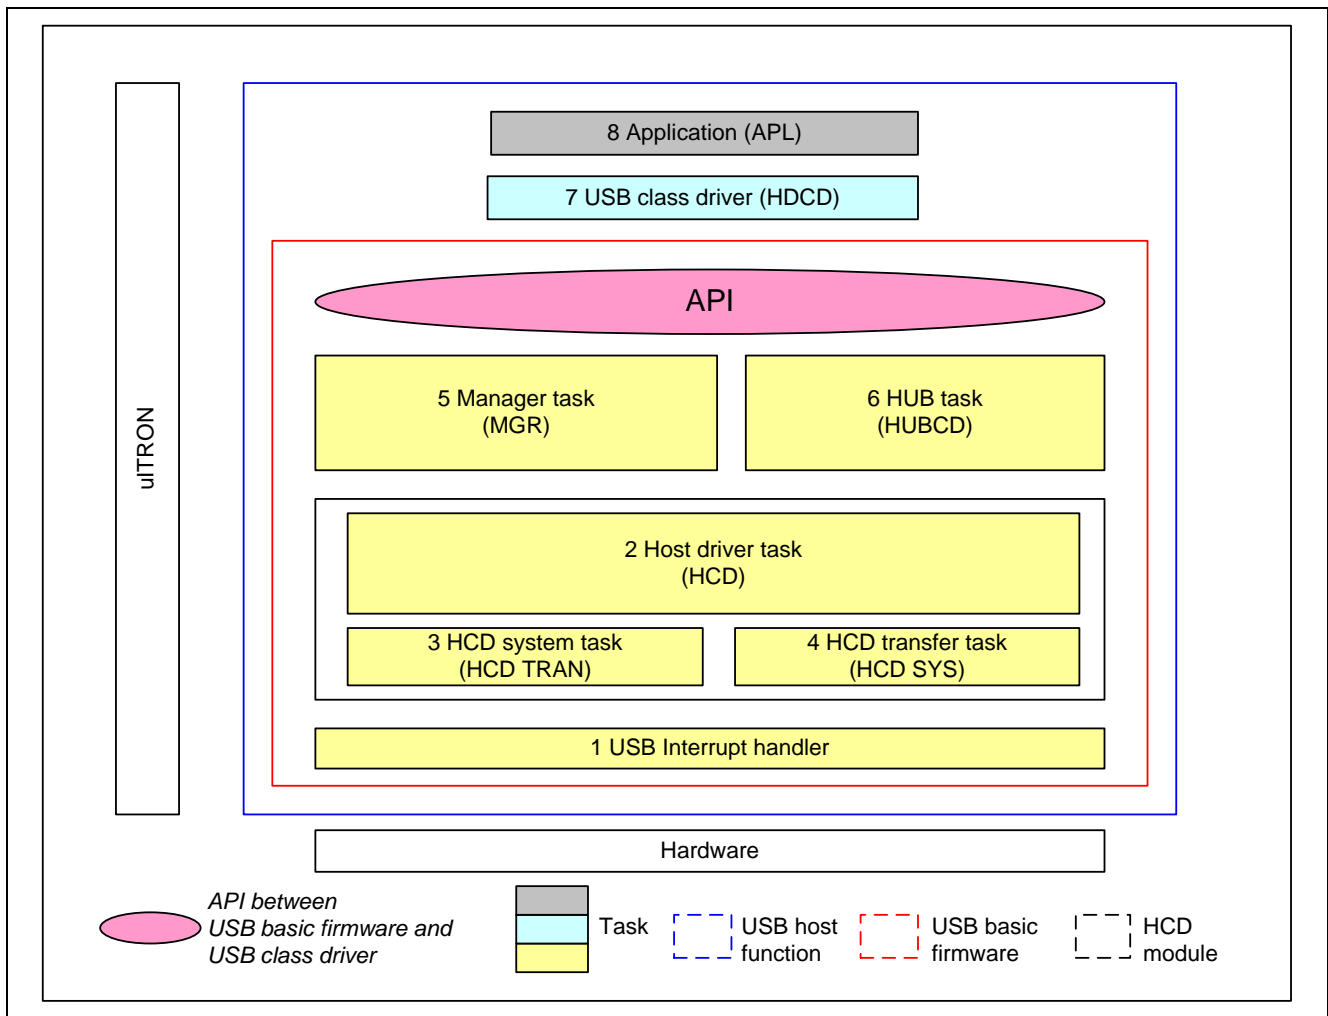 8 Application (APL)
7 USB class driver (HDCD)
API
5 Manager task
(MGR)
6 HUB task
(HUBCD)
uITRON
2 Host driver task
(HCD)
3 HCD system task
(HCD TRAN)
4 HCD transfer task
(HCD SYS)
1 USB Interrupt handler
Hardware
API between
USB basic firmware and
USB class driver
Task
USB host
function
USB basic
firmware
HCD
module